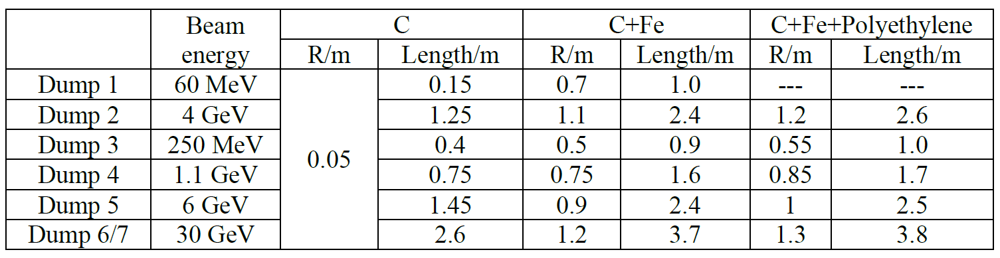 Beam energy C C+Fe C+Fe+Polyethylene
R/m Length/m R/m Length/m R/m Length/m
Dump 1 60 MeV 0.05 0.15 0.7 1.0 --- ---
Dump 2 4 GeV 1.25 1.1 2.4 1.2 2.6
Dump 3 250 MeV 0.4 0.5 0.9 0.55 1.0
Dump 4 1.1 GeV 0.75 0.75 1.6 0.85 1.7
Dump 5 6 GeV 1.45 0.9 2.4 1 2.5
Dump 6/7 30 GeV 2.6 1.2 3.7 1.3 3.8